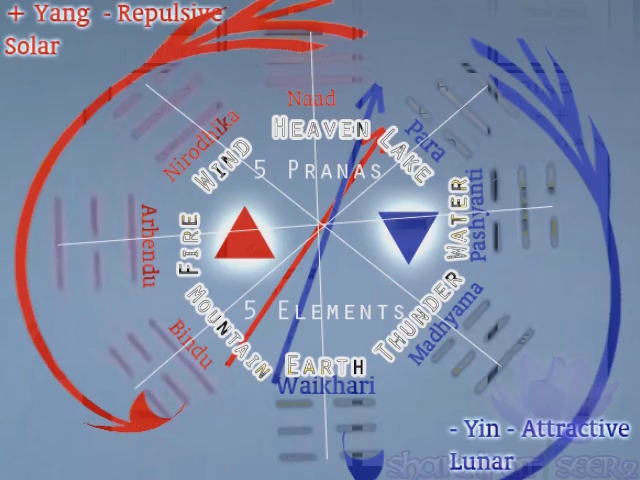 + Yang - Repulsive
Solar
Naad
Nirodhika
Para
HEAVEN
WIND
LAKE
5 PRANAS
Arhendu
FIRE
WATER
Pashyanti
5 ELEMENTS
Bindu
MOUNTAIN
THUNDER
Madhyama
EARTH
Waikhari
- Yin - Attractive
Lunar